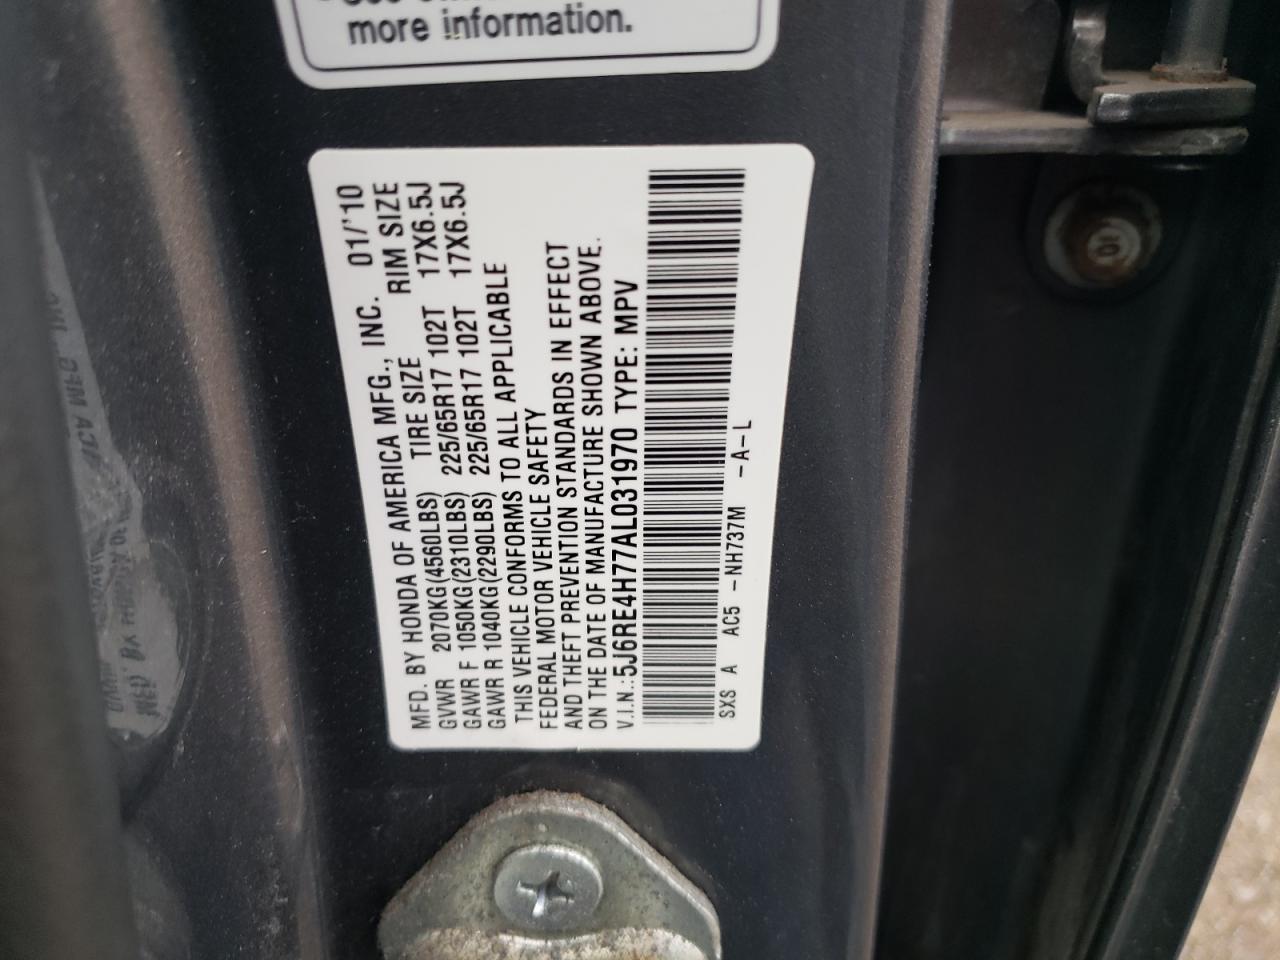 more information.
MFD. BY HONDA OF AMERICA MFG., INC. 01/'10
TIRE SIZE RIM SIZE
GVWR 2070KG(4560LBS)
GAWR F 1050KG(2310LBS) 225/65R17 102T 17X6.5J
GAWR R 1040KG(2290LBS) 225/65R17 102T 17X6.5J
THIS VEHICLE CONFORMS TO ALL APPLICABLE
FEDERAL MOTOR VEHICLE SAFETY
AND THEFT PREVENTION STANDARDS IN EFFECT
ON THE DATE OF MANUFACTURE SHOWN ABOVE.
V.I.N.:5J6RE4H77AL031970 TYPE: MPV
SXS A AC5 -NH737M -A-L